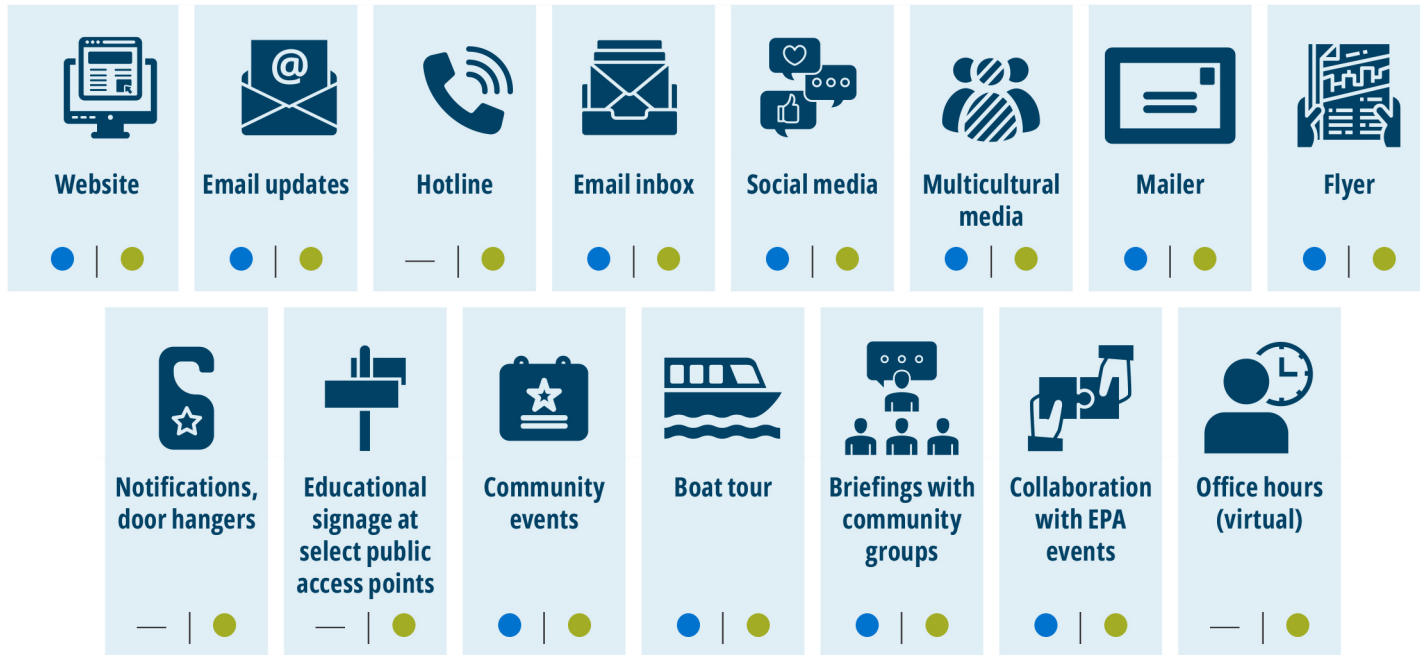 Website
Email updates
Hotline
Email inbox
Social media
Multicultural
media
Mailer
Flyer
Notifications,
door hangers
Educational
signage at
select public
access points
Community
events
Boat tour
Briefings with
community
groups
Collaboration
with EPA
events
Office hours
(virtual)